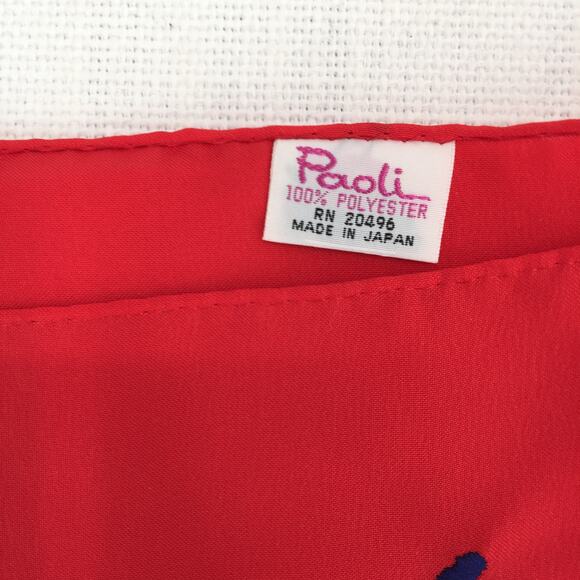 Paoli
100% POLYESTER
RN 20496
MADE IN JAPAN